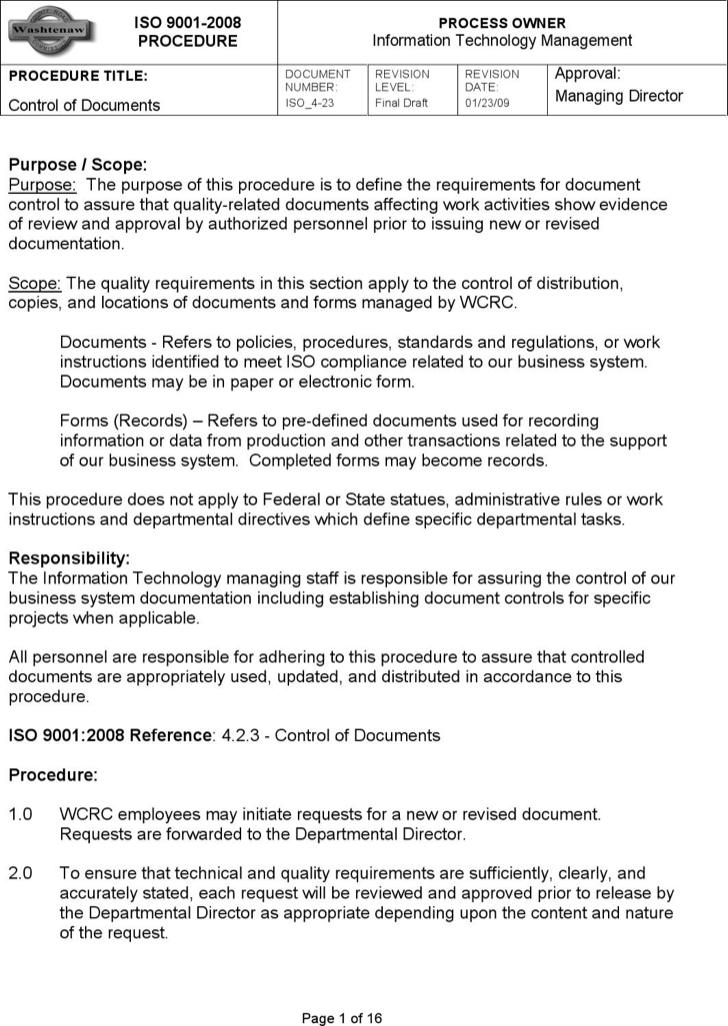 Washtenaw
ISO 9001-2008
PROCEDURE
PROCESS OWNER
Information Technology Management
PROCEDURE TITLE:
Control of Documents
DOCUMENT
NUMBER:
ISO_4-23
REVISION
LEVEL:
Final Draft
REVISION
DATE:
01/23/09
Approval:
Managing Director
Purpose / Scope:
Purpose: The purpose of this procedure is to define the requirements for document
control to assure that quality-related documents affecting work activities show evidence
of review and approval by authorized personnel prior to issuing new or revised
documentation.
Scope: The quality requirements in this section apply to the control of distribution,
copies, and locations of documents and forms managed by WCRC.
Documents - Refers to policies, procedures, standards and regulations, or work
instructions identified to meet ISO compliance related to our business system.
Documents may be in paper or electronic form.
Forms (Records) – Refers to pre-defined documents used for recording
information or data from production and other transactions related to the support
of our business system. Completed forms may become records.
This procedure does not apply to Federal or State statues, administrative rules or work
instructions and departmental directives which define specific departmental tasks.
Responsibility:
The Information Technology managing staff is responsible for assuring the control of our
business system documentation including establishing document controls for specific
projects when applicable.
All personnel are responsible for adhering to this procedure to assure that controlled
documents are appropriately used, updated, and distributed in accordance to this
procedure.
ISO 9001:2008 Reference: 4.2.3 - Control of Documents
Procedure:
1.0 WCRC employees may initiate requests for a new or revised document.
Requests are forwarded to the Departmental Director.
2.0 To ensure that technical and quality requirements are sufficiently, clearly, and
accurately stated, each request will be reviewed and approved prior to release by
the Departmental Director as appropriate depending upon the content and nature
of the request.
Page 1 of 16